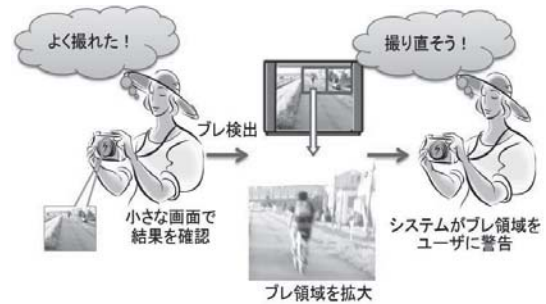 よく撮れた！
撮り直そう！
ブレ検出
小さな画面で
結果を確認
ブレ領域を拡大
システムがブレ領域を
ユーザに警告